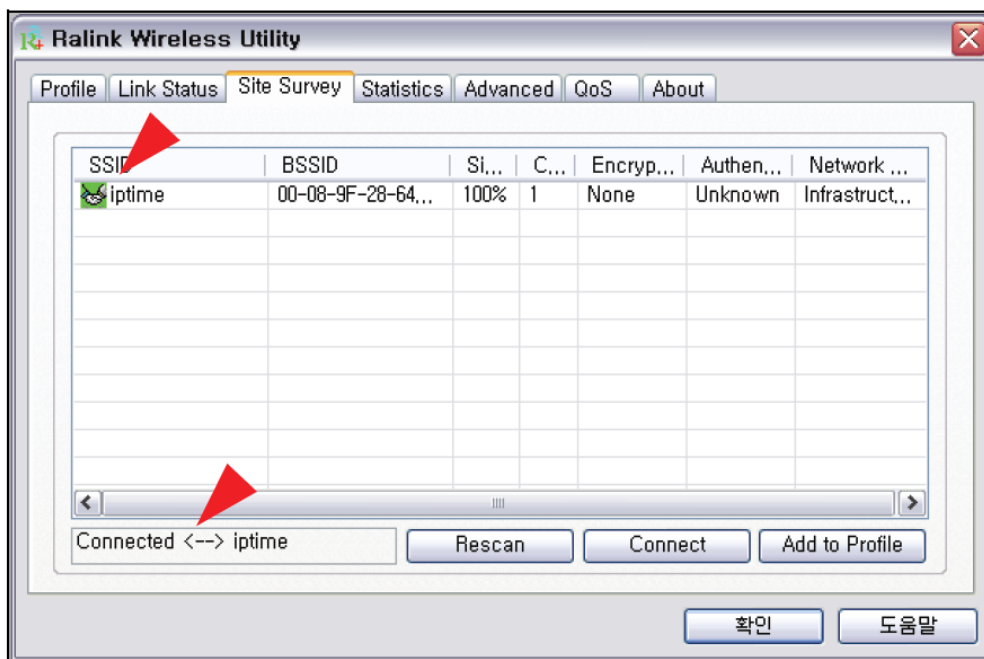 Ralink Wireless Utility
Profile Link Status Site Survey Statistics Advanced QoS About
SSID BSSID Si... C... Encryp... Authen... Network ...
iptime 00-08-9F-28-64... 100% 1 None Unknown Infrastruct...
Connected <--> iptime Rescan Connect Add to Profile
확인 도움말